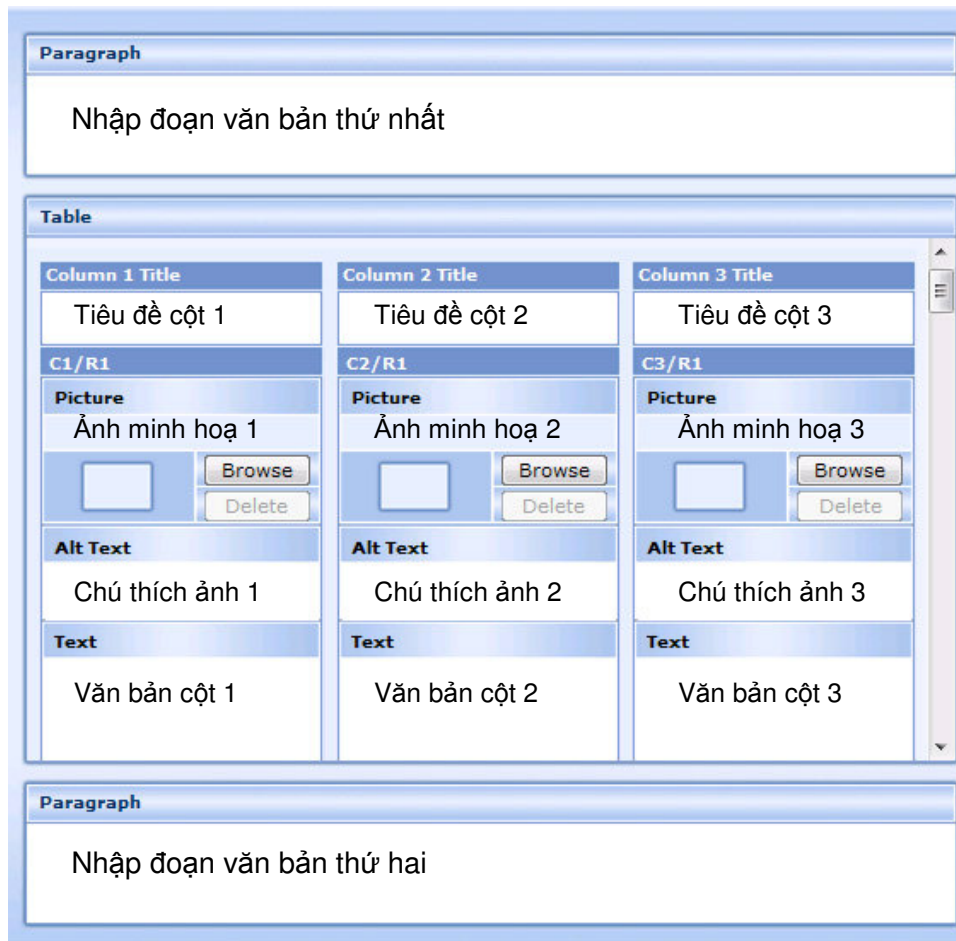 Paragraph
Nhập đoạn văn bản thứ nhất
Table
Column 1 Title Column 2 Title Column 3 Title
Tiêu đề cột 1 Tiêu đề cột 2 Tiêu đề cột 3
C1/R1 C2/R1 C3/R1
Picture Picture Picture
Ảnh minh hoạ 1 Ảnh minh hoạ 2 Ảnh minh hoạ 3
Browse Browse Browse
Delete Delete Delete
Alt Text Alt Text Alt Text
Chú thích ảnh 1 Chú thích ảnh 2 Chú thích ảnh 3
Text Text Text
Văn bản cột 1 Văn bản cột 2 Văn bản cột 3
Paragraph
Nhập đoạn văn bản thứ hai